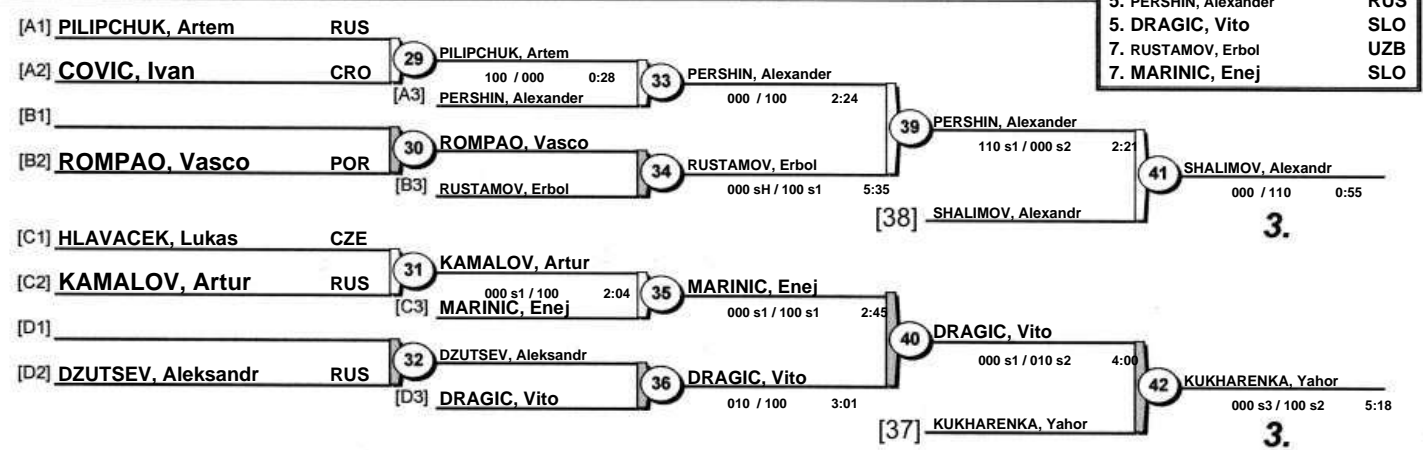 5. PERSHIN, Alexander RUS
5. DRAGIC, Vito SLO
7. RUSTAMOV, Erbol UZB
7. MARINIC, Enej SLO
[A1] PILIPCHUK, Artem RUS
29 PILIPCHUK, Artem
[A2] COVIC, Ivan CRO
100 / 000 0:28
33 PERSHIN, Alexander
[A3] PERSHIN, Alexander
000 / 100 2:24
[B1]
39 PERSHIN, Alexander
30 ROMPAO, Vasco
110 s1 / 000 s2 2:21
[B2] ROMPAO, Vasco POR
34 RUSTAMOV, Erbol
41 SHALIMOV, Alexandr
[B3] RUSTAMOV, Erbol
000 sH / 100 s1 5:35
000 / 110 0:55
[38] SHALIMOV, Alexandr
3.
[C1] HLAVACEK, Lukas CZE
31 KAMALOV, Artur
[C2] KAMALOV, Artur RUS
000 s1 / 100 2:04
35 MARINIC, Enej
[C3] MARINIC, Enej
000 s1 / 100 s1 2:45
[D1]
40 DRAGIC, Vito
32 DZUTSEV, Aleksandr
000 s1 / 010 s2 4:00
[D2] DZUTSEV, Aleksandr RUS
36 DRAGIC, Vito
42 KUKHARENKA, Yahor
[D3] DRAGIC, Vito
010 / 100 3:01
000 s3 / 100 s2 5:18
[37] KUKHARENKA, Yahor
3.